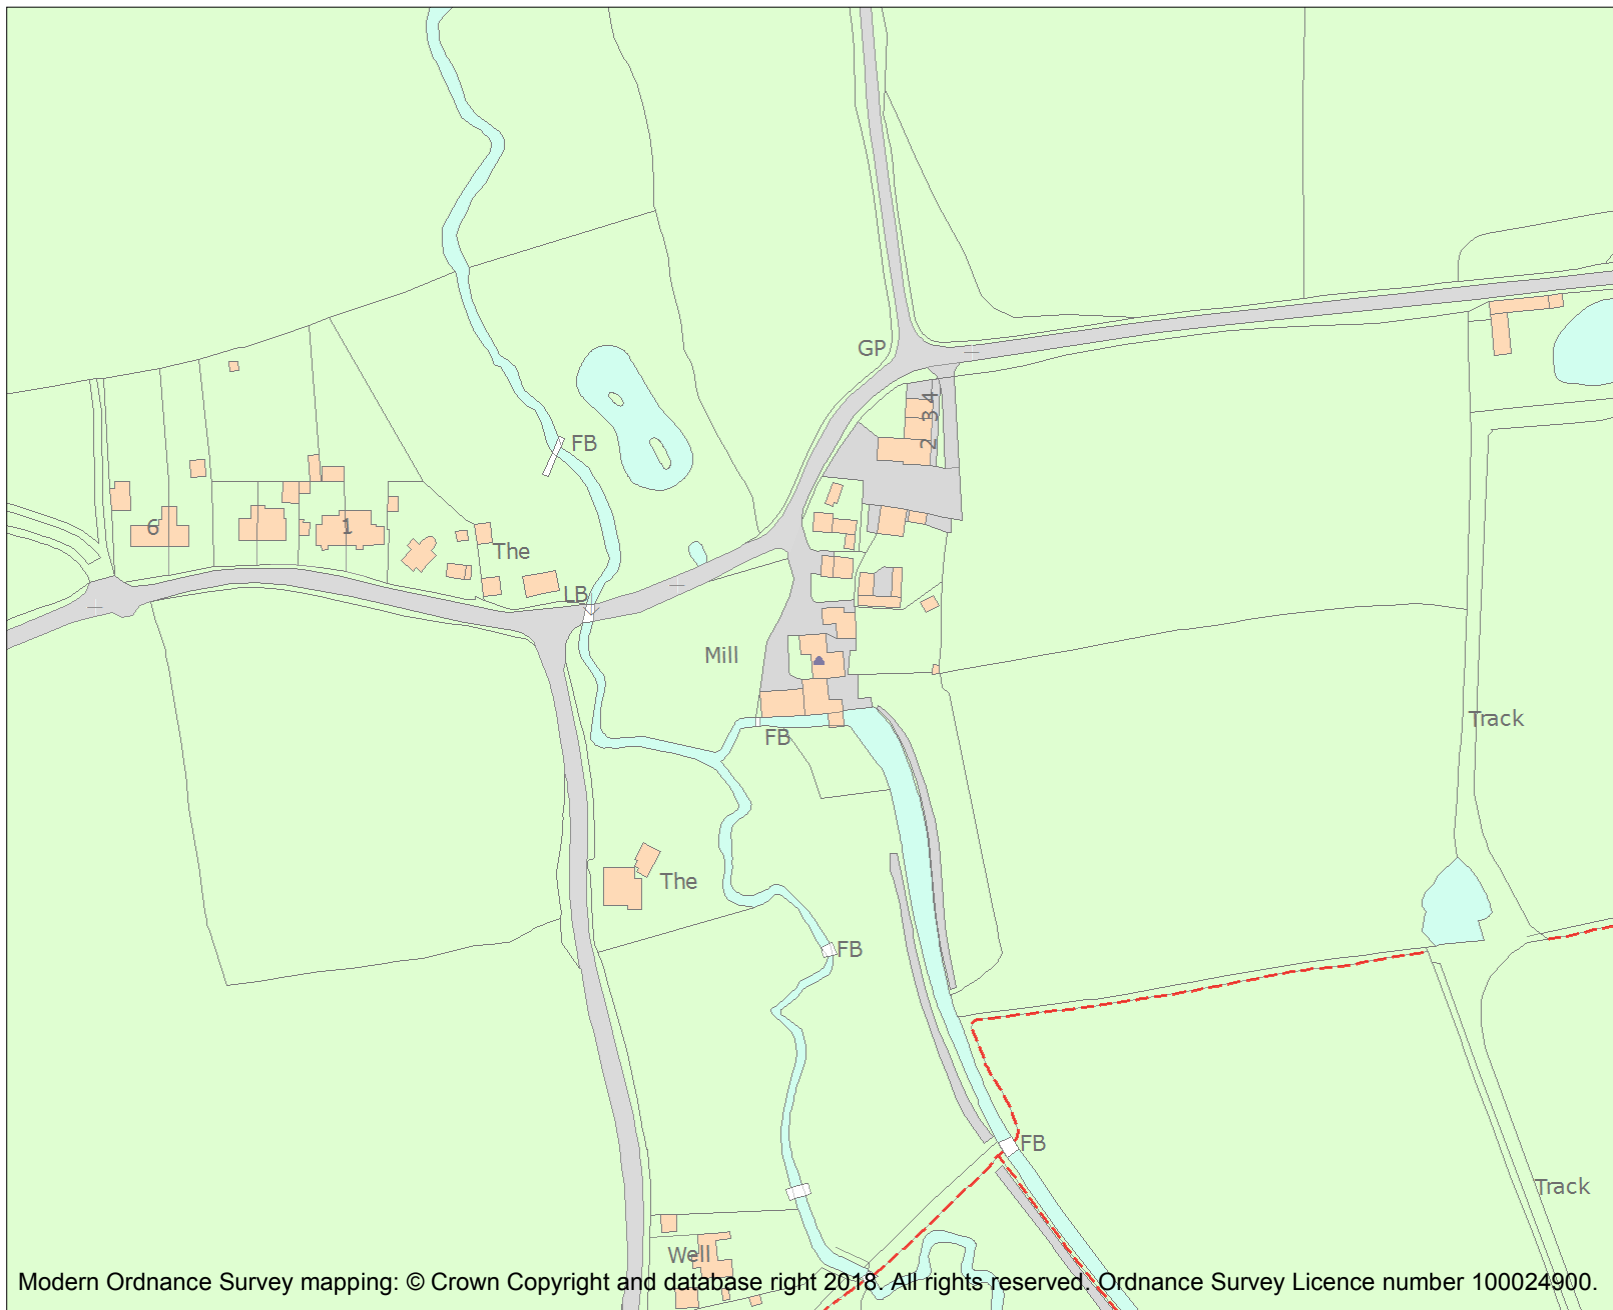 GP
4
3
2
FB
6
1
The
LB
Mill
Track
FB
The
FB
FB
Track
Well
Modern Ordnance Survey mapping: © Crown Copyright and database right 2018. All rights reserved. Ordnance Survey Licence number 100024900.